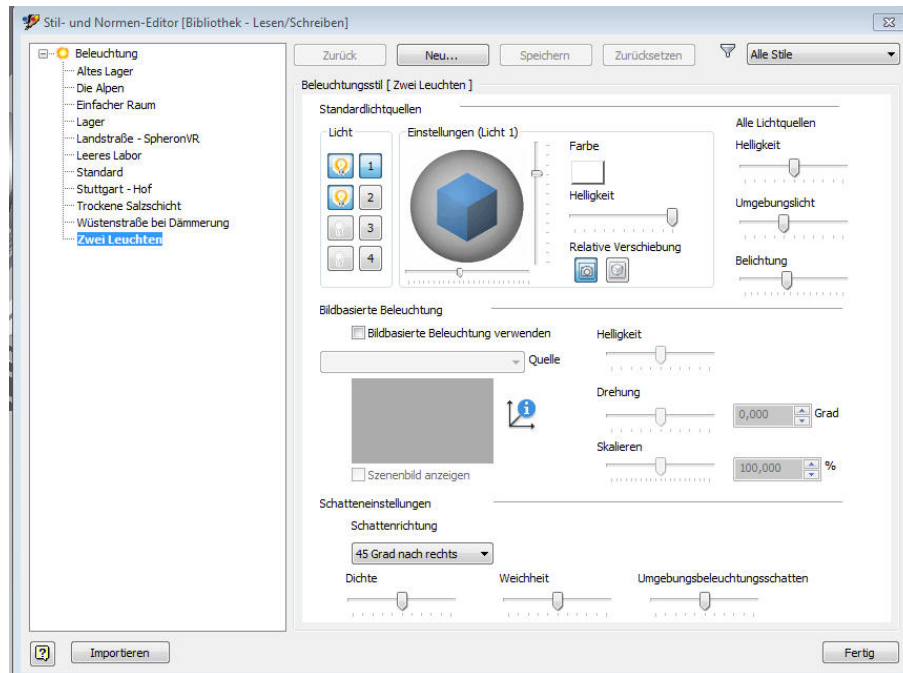 Stil- und Normen-Editor [Bibliothek - Lesen/Schreiben]
Beleuchtung
Altes Lager
Die Alpen
Einfacher Raum
Lager
Landstraße - SpheronVR
Leeres Labor
Standard
Stuttgart - Hof
Trockene Salzschicht
Wüstenstraße bei Dämmerung
Zwei Leuchten
Zurück
Neu...
Speichern
Zurücksetzen
Alle Stile
Beleuchtungsstil [ Zwei Leuchten ]
Standardlichtquellen
Licht
1
2
3
4
Einstellungen (Licht 1)
Farbe
Helligkeit
Relative Verschiebung
Alle Lichtquellen
Helligkeit
Umgebungslicht
Belichtung
Bildbasierte Beleuchtung
Bildbasierte Beleuchtung verwenden
Quelle
Szenenbild anzeigen
Helligkeit
Drehung
0,000 Grad
Skalieren
100,000 %
Schatteneinstellungen
Schattenrichtung
45 Grad nach rechts
Dichte
Weichheit
Umgebungsbeleuchtungsschatten
Importieren
Fertig